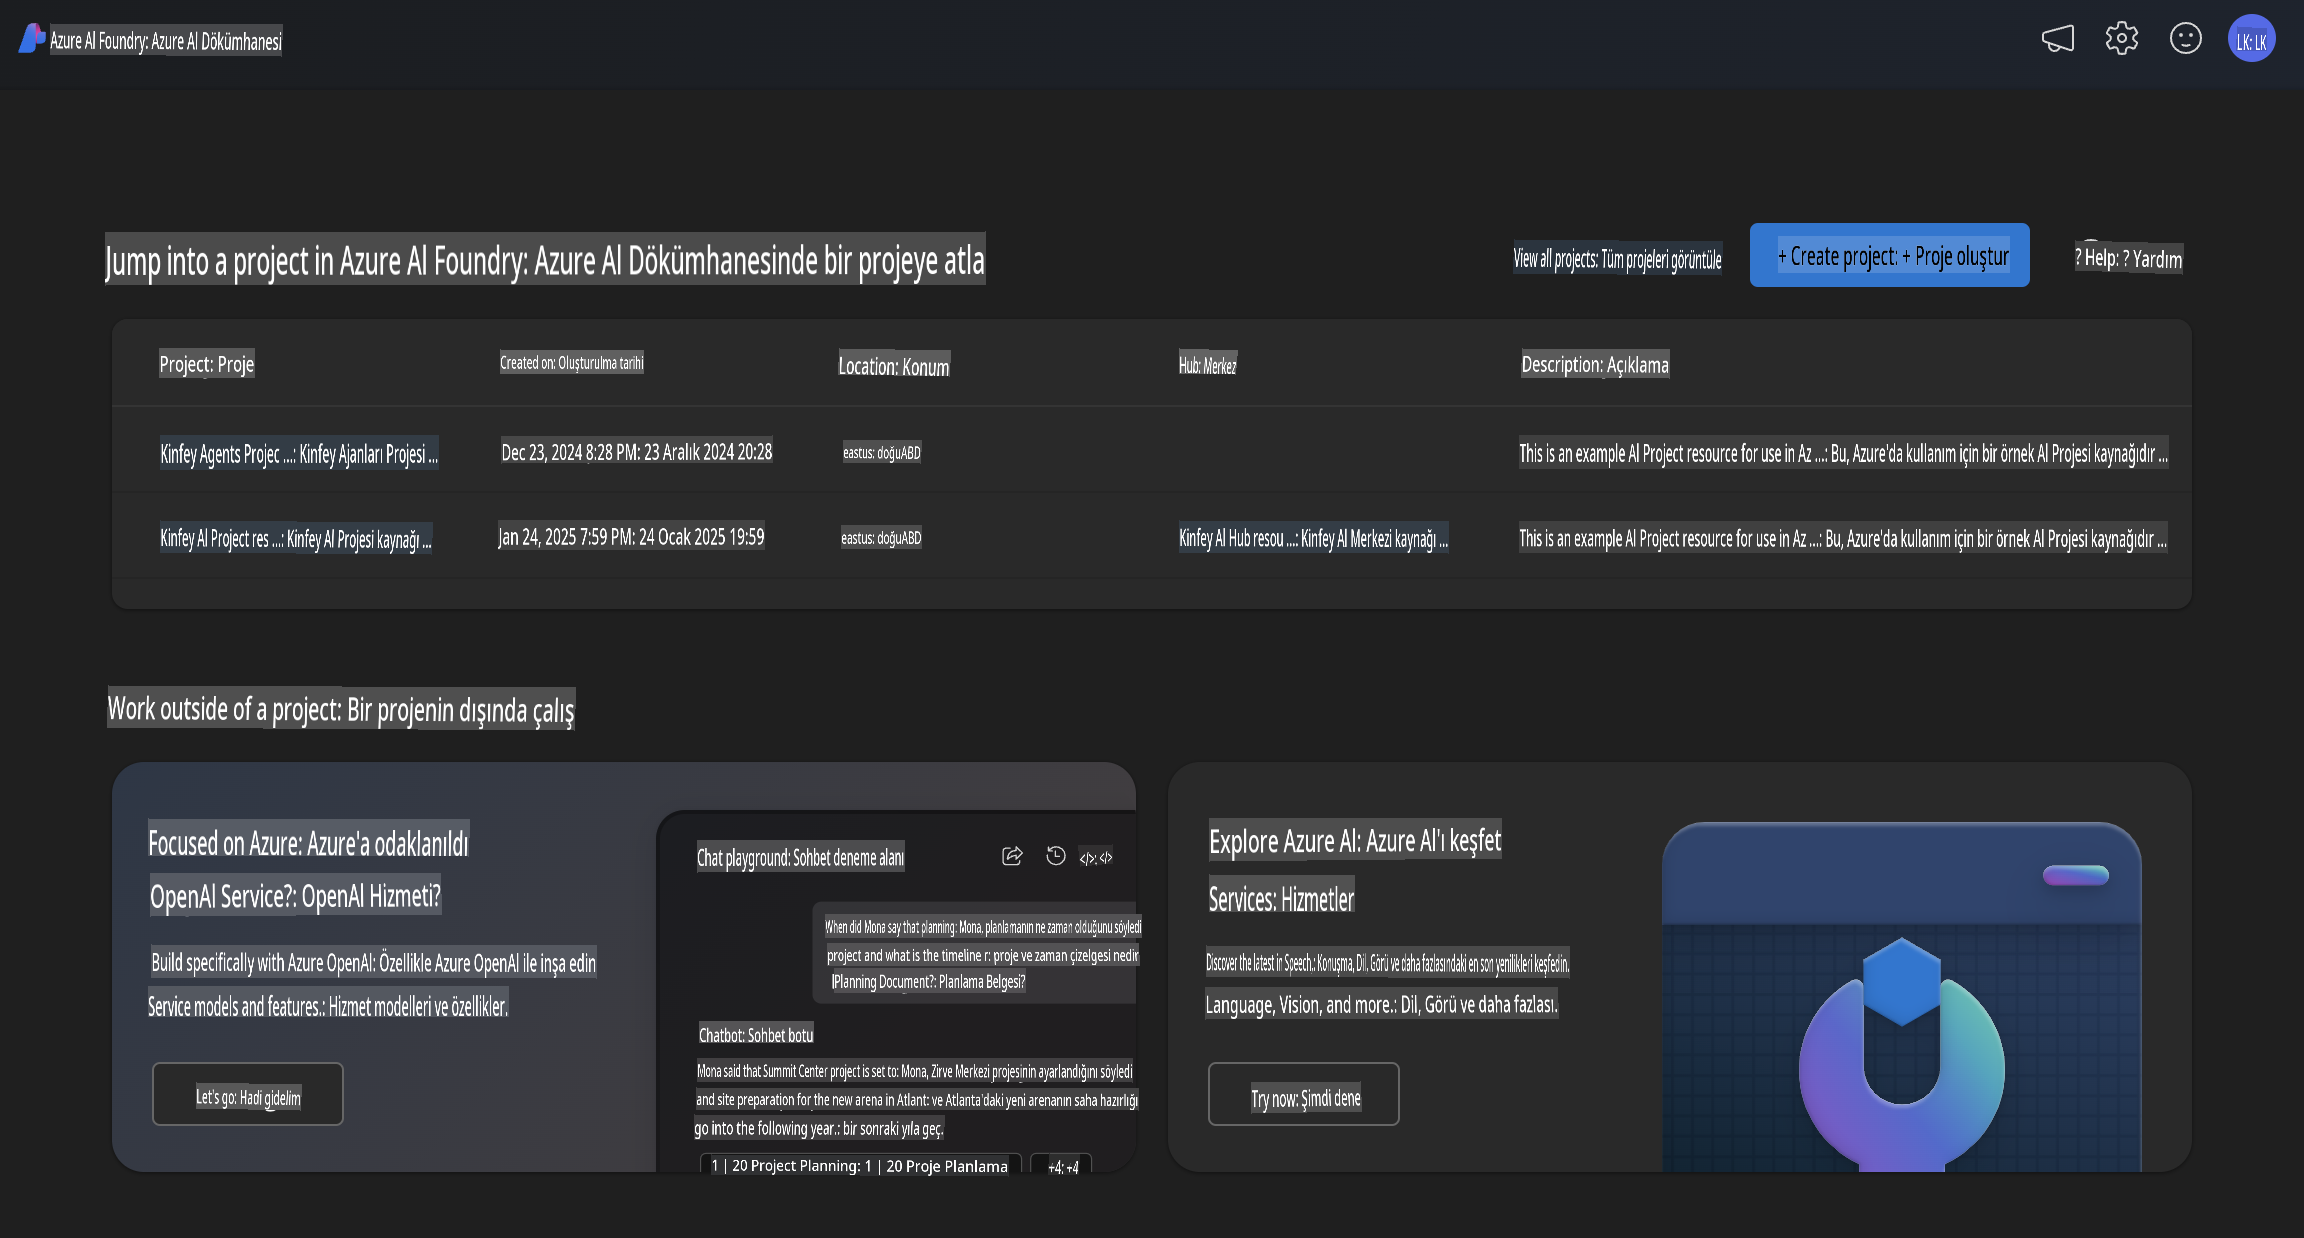 Azure AI Foundry: Azure AI Dökümhanesi
LK: LK
Jump into a project in Azure AI Foundry: Azure AI Dökümhanesinde bir projeye atla
View all projects: Tüm projeleri görüntüle
+ Create project: + Proje oluştur
? Help: ? Yardım
Project: Proje
Created on: Oluşturulma tarihi
Location: Konum
Hub: Merkez
Description: Açıklama
Kinfey Agents Projec ...: Kinfey Ajanları Projesi ...
Dec 23, 2024 8:28 PM: 23 Aralık 2024 20:28
eastus: doğuABD
This is an example AI Project resource for use in Az ...: Bu, Azure'da kullanım için bir örnek AI Projesi kaynağıdır ...
Kinfey AI Project res ...: Kinfey AI Projesi kaynağı ...
Jan 24, 2025 7:59 PM: 24 Ocak 2025 19:59
eastus: doğuABD
Kinfey AI Hub resou ...: Kinfey AI Merkezi kaynağı ...
This is an example AI Project resource for use in Az ...: Bu, Azure'da kullanım için bir örnek AI Projesi kaynağıdır ...
Work outside of a project: Bir projenin dışında çalış
Focused on Azure: Azure'a odaklanıldı
OpenAI Service?: OpenAI Hizmeti?
Build specifically with Azure OpenAI: Özellikle Azure OpenAI ile inşa edin
Service models and features.: Hizmet modelleri ve özellikler.
Let's go: Hadi gidelim
Chat playground: Sohbet deneme alanı
</>: </>
When did Mona say that planning: Mona, planlamanın ne zaman olduğunu söyledi
project and what is the timeline r: proje ve zaman çizelgesi nedir
IPlanning Document?: Planlama Belgesi?
Chatbot: Sohbet botu
Mona said that Summit Center project is set to: Mona, Zirve Merkezi projesinin ayarlandığını söyledi
and site preparation for the new arena in Atlant: ve Atlanta'daki yeni arenanın saha hazırlığı
go into the following year.: bir sonraki yıla geç.
1 | 20 Project Planning: 1 | 20 Proje Planlama
+4: +4
Explore Azure AI: Azure AI'ı keşfet
Services: Hizmetler
Discover the latest in Speech,: Konuşma, Dil, Görü ve daha fazlasındaki en son yenilikleri keşfedin.
Language, Vision, and more.: Dil, Görü ve daha fazlası.
Try now: Şimdi dene